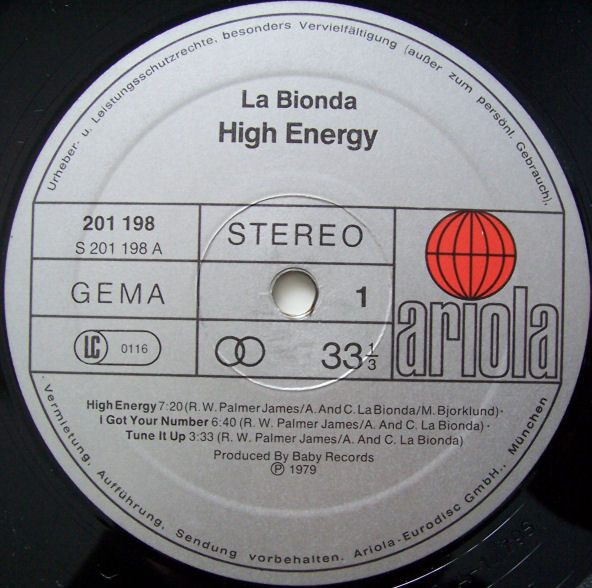 Urheber- u. Leistungsschutzrechte, besonders Vervielfältigung (außer zum persönl. Gebrauch),
La Bionda
High Energy
201 198
S 201 198 A
STEREO
GEMA
1
LC 0116
33 1/3
ariola
High Energy 7:20 (R. W. Palmer James/A. And C. La Bionda/M. Bjorklund) ·
I Got Your Number 6:40 (R. W. Palmer James/A. And C. La Bionda) ·
Tune It Up 3:33 (R. W. Palmer James/A. And C. La Bionda)
Produced By Baby Records
Ⓟ 1979
Vermietung, Aufführung, Sendung vorbehalten. Ariola-Eurodisc GmbH., München